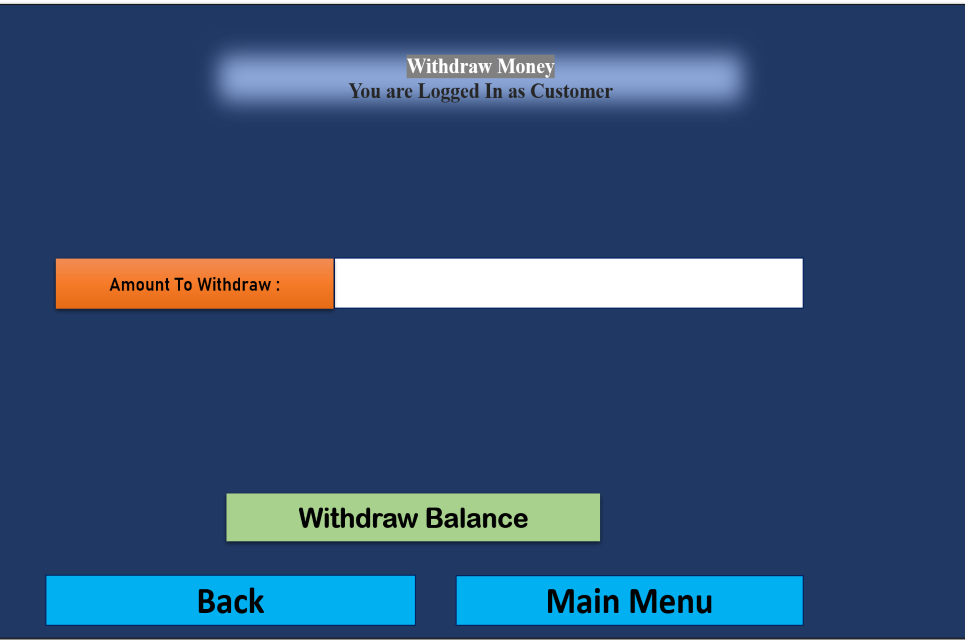 Withdraw Money
You are Logged In as Customer
Amount To Withdraw :
Withdraw Balance
Back
Main Menu